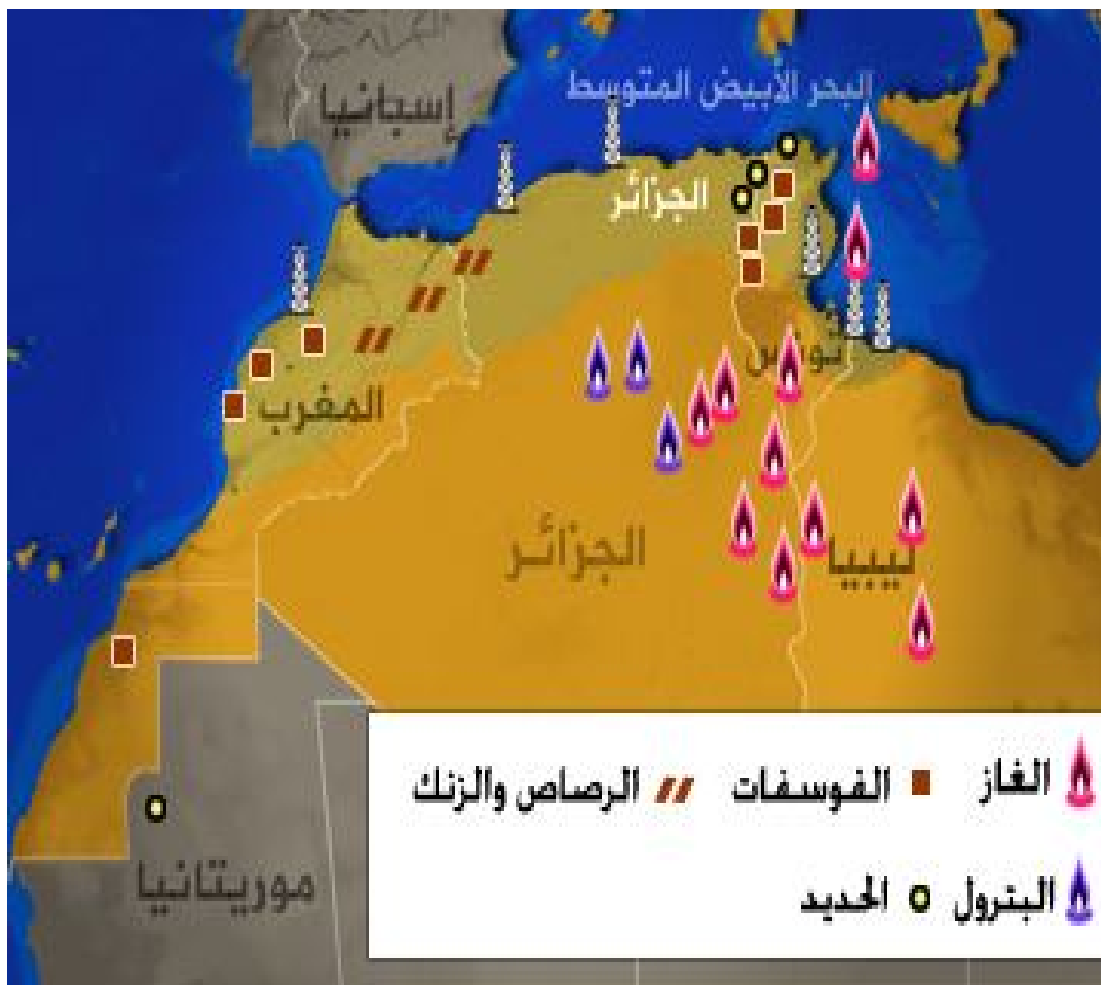 البحر الأبيض المتوسط
إسبانيا
الجزائر
تونس
المغرب
الجزائر
ليبيا
موريتانيا
الغاز
الفوسفات
الرصاص والزنك
البترول
الحديد